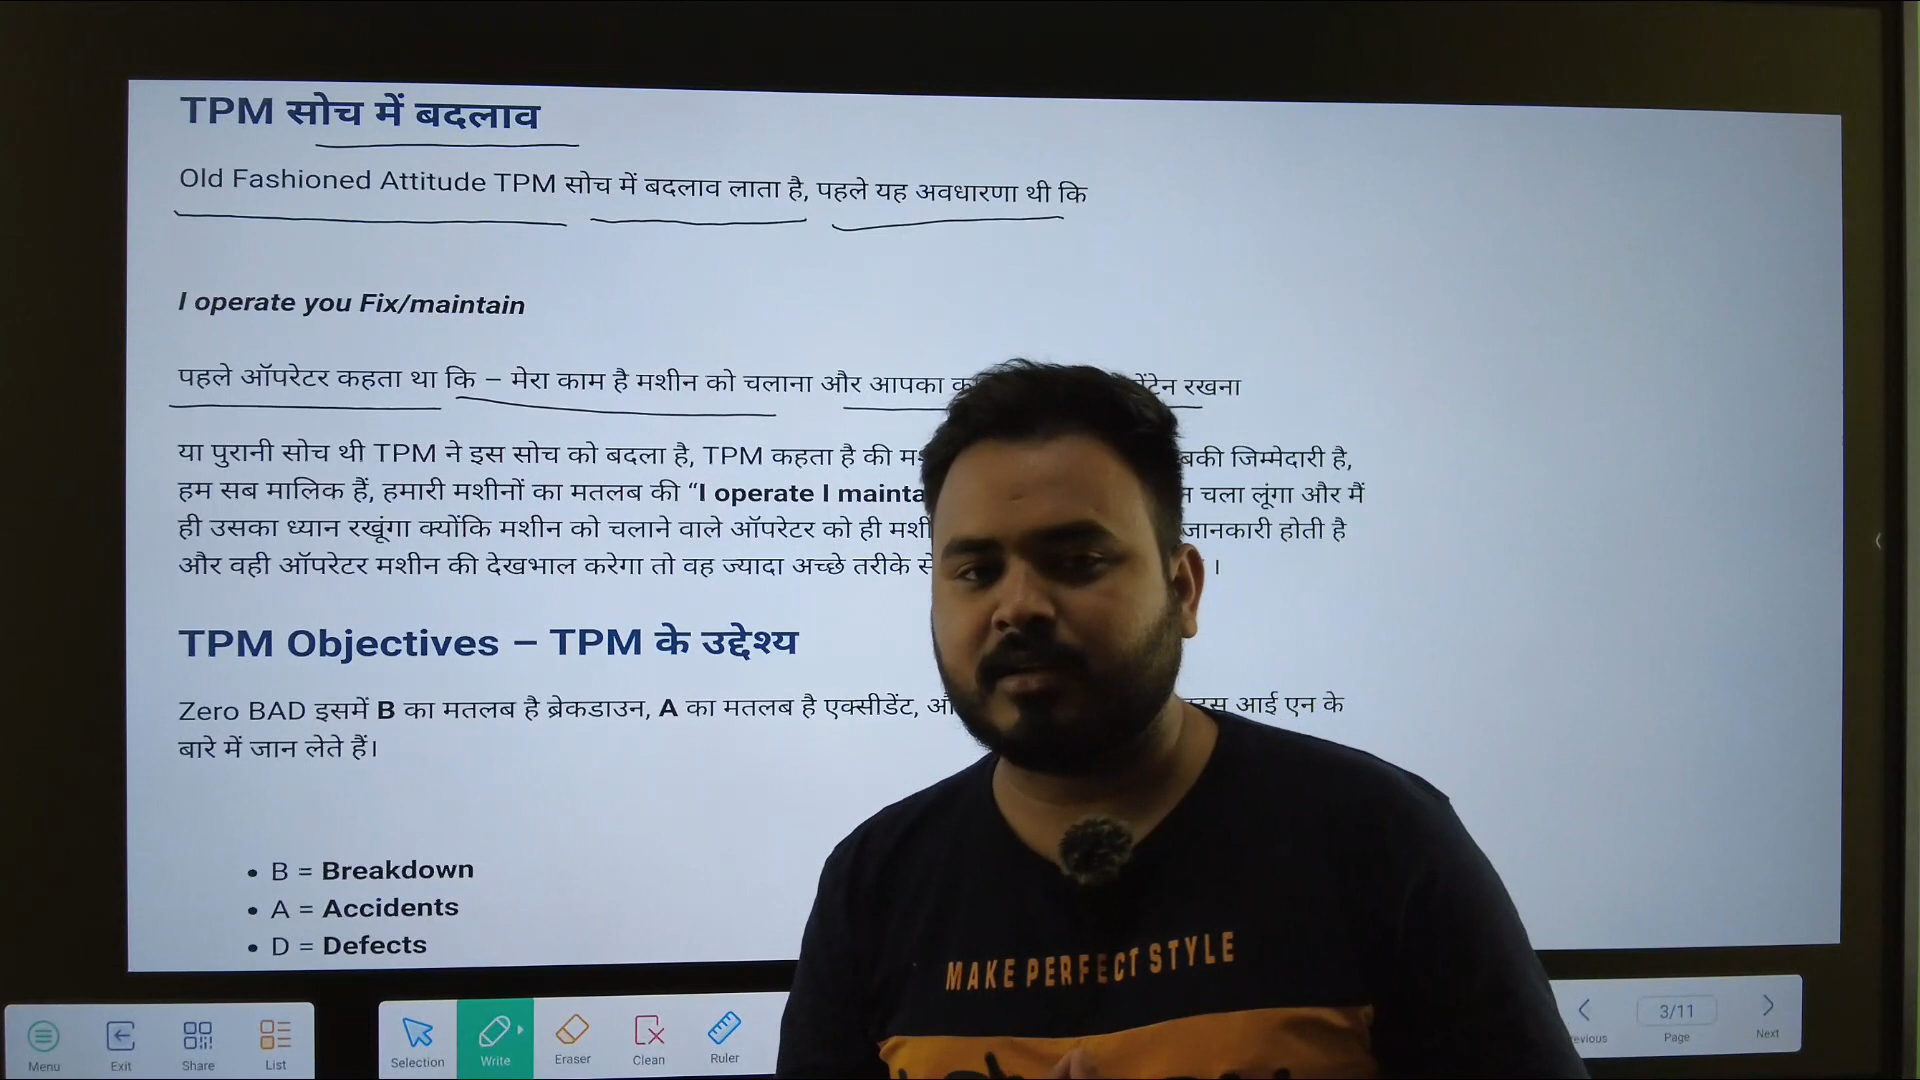 TPM सोच में बदलाव
Old Fashioned Attitude TPM सोच में बदलाव लाता है, पहले यह अवधारणा थी कि
I operate you Fix/maintain
पहले ऑपरेटर कहता था कि – मेरा काम है मशीन को चलाना और आपका रखना
या पुरानी सोच थी TPM ने इस सोच को बदला है, TPM कहता है की जिम्मेदारी है,
हम सब मालिक हैं, हमारी मशीनों का मतलब की “I operate I चला लूंगा और मैं
ही उसका ध्यान रखूंगा क्योंकि मशीन को चलाने वाले ऑपरेटर को ही जानकारी होती है
और वही ऑपरेटर मशीन की देखभाल करेगा तो वह ज्यादा अच्छे तरीके ।
TPM Objectives – TPM के उद्देश्य
Zero BAD इसमें B का मतलब है ब्रेकडाउन, A का मतलब है एक्सीडेंट, आई एन के
बारे में जान लेते हैं।
• B = Breakdown
• A = Accidents
• D = Defects
MAKE PERFECT STYLE
Menu Exit Share List Selection Write Eraser Clean Ruler 3/11 Page Next